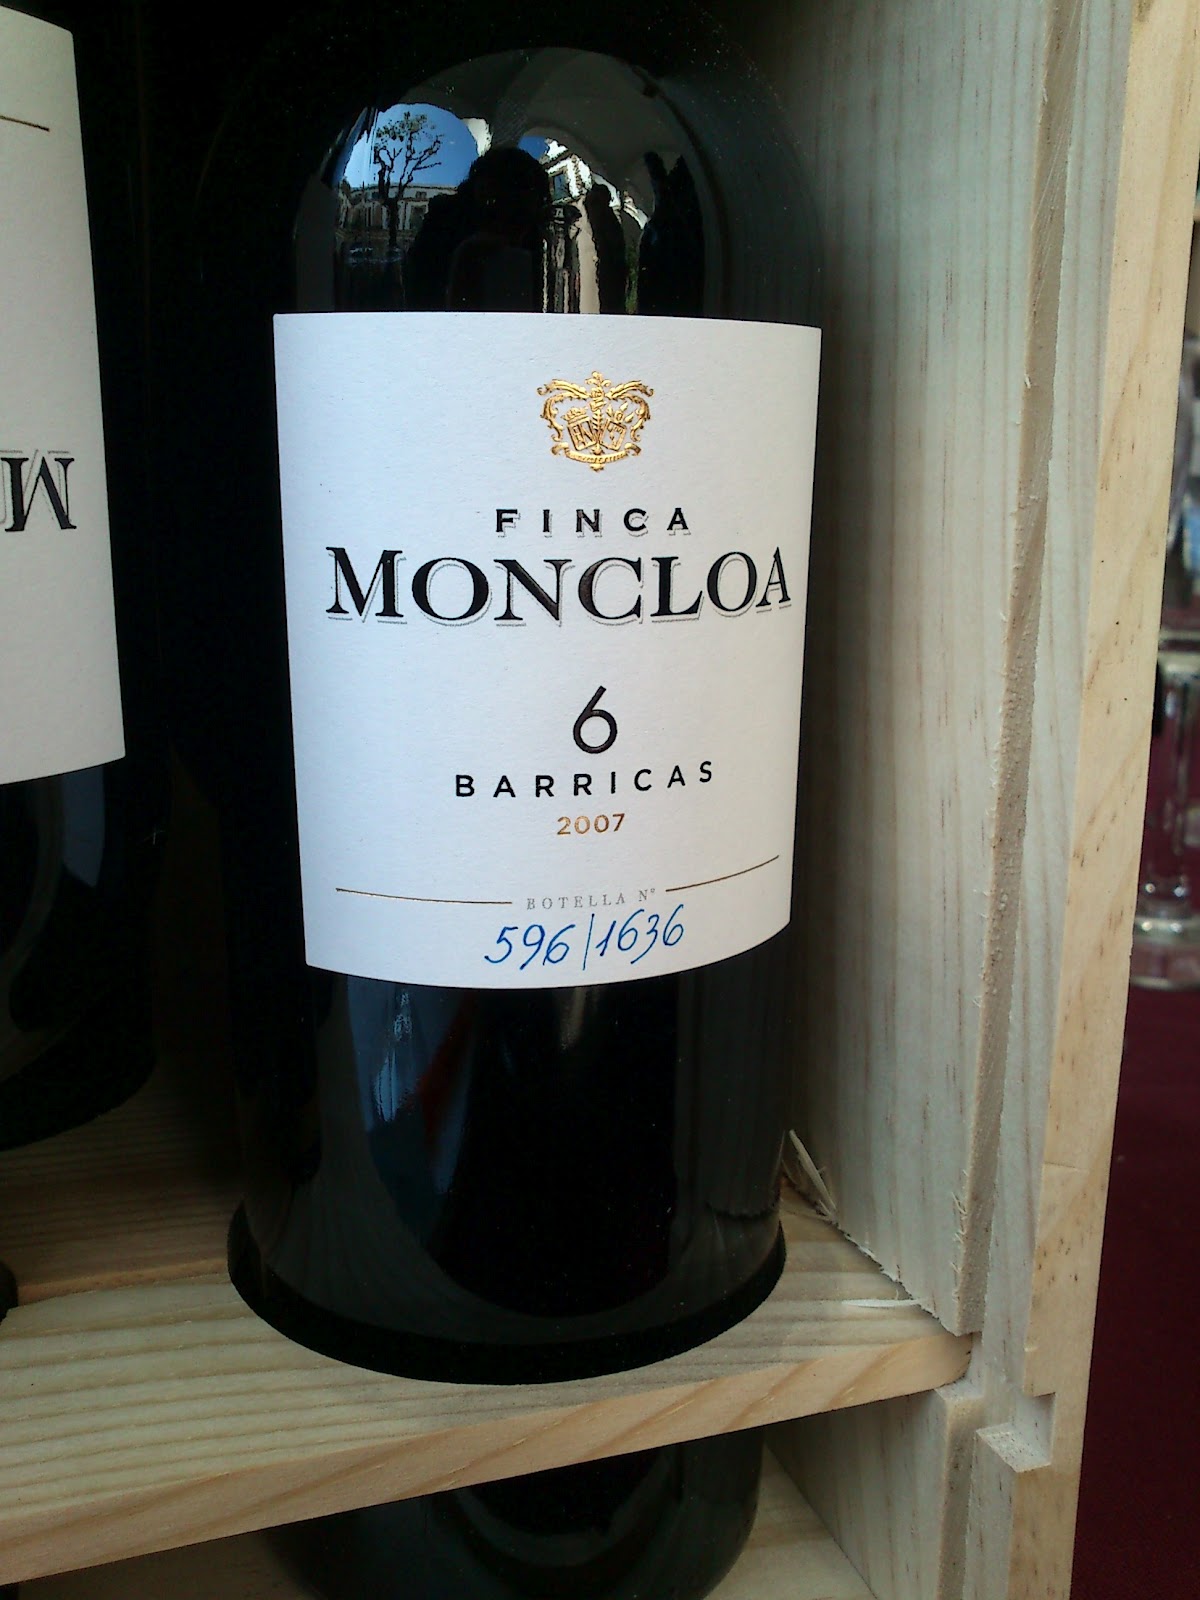 FINCA
MONCLOA
6
BARRICAS
2007
BOTELLA Nº
596/1636
M